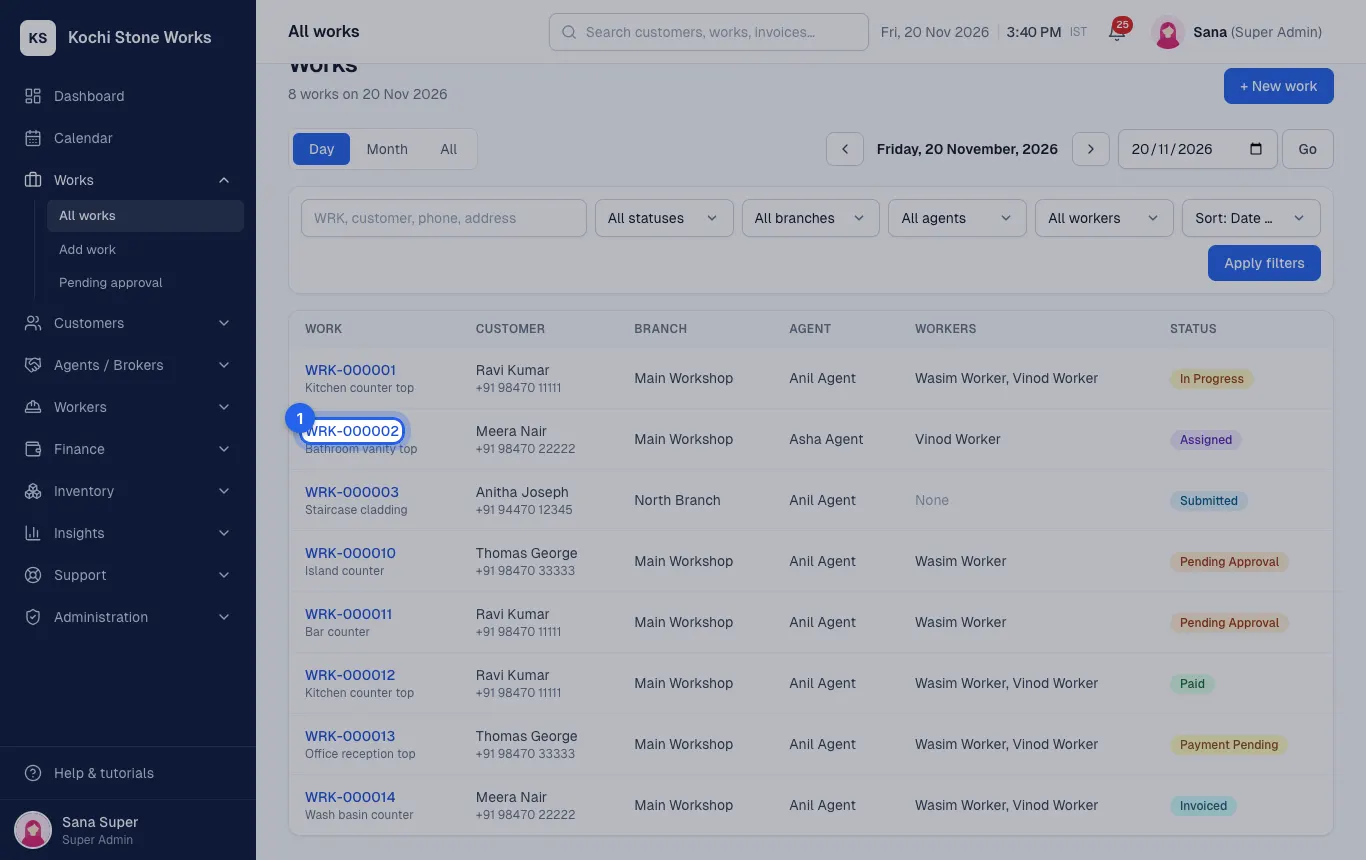 KS Kochi Stone Works
All works
Search customers, works, invoices...
Fri, 20 Nov 2026
3:40 PM IST
25
Sana (Super Admin)
Dashboard
Calendar
Works
All works
Add work
Pending approval
Customers
Agents / Brokers
Workers
Finance
Inventory
Insights
Support
Administration
Help & tutorials
Sana Super
Super Admin
Works
8 works on 20 Nov 2026
+ New work
Day Month All
Friday, 20 November, 2026
20/11/2026
Go
WRK, customer, phone, address
All statuses
All branches
All agents
All workers
Sort: Date ...
Apply filters
WORK CUSTOMER BRANCH AGENT WORKERS STATUS
WRK-000001 Ravi Kumar Main Workshop Anil Agent Wasim Worker, Vinod Worker In Progress
Kitchen counter top +91 98470 11111
1
WRK-000002 Meera Nair Main Workshop Asha Agent Vinod Worker Assigned
Bathroom vanity top +91 98470 22222
WRK-000003 Anitha Joseph North Branch Anil Agent None Submitted
Staircase cladding +91 94470 12345
WRK-000010 Thomas George Main Workshop Anil Agent Wasim Worker Pending Approval
Island counter +91 98470 33333
WRK-000011 Ravi Kumar Main Workshop Anil Agent Wasim Worker Pending Approval
Bar counter +91 98470 11111
WRK-000012 Ravi Kumar Main Workshop Anil Agent Wasim Worker, Vinod Worker Paid
Kitchen counter top +91 98470 11111
WRK-000013 Thomas George Main Workshop Anil Agent Wasim Worker, Vinod Worker Payment Pending
Office reception top +91 98470 33333
WRK-000014 Meera Nair Main Workshop Anil Agent Wasim Worker, Vinod Worker Invoiced
Wash basin counter +91 98470 22222